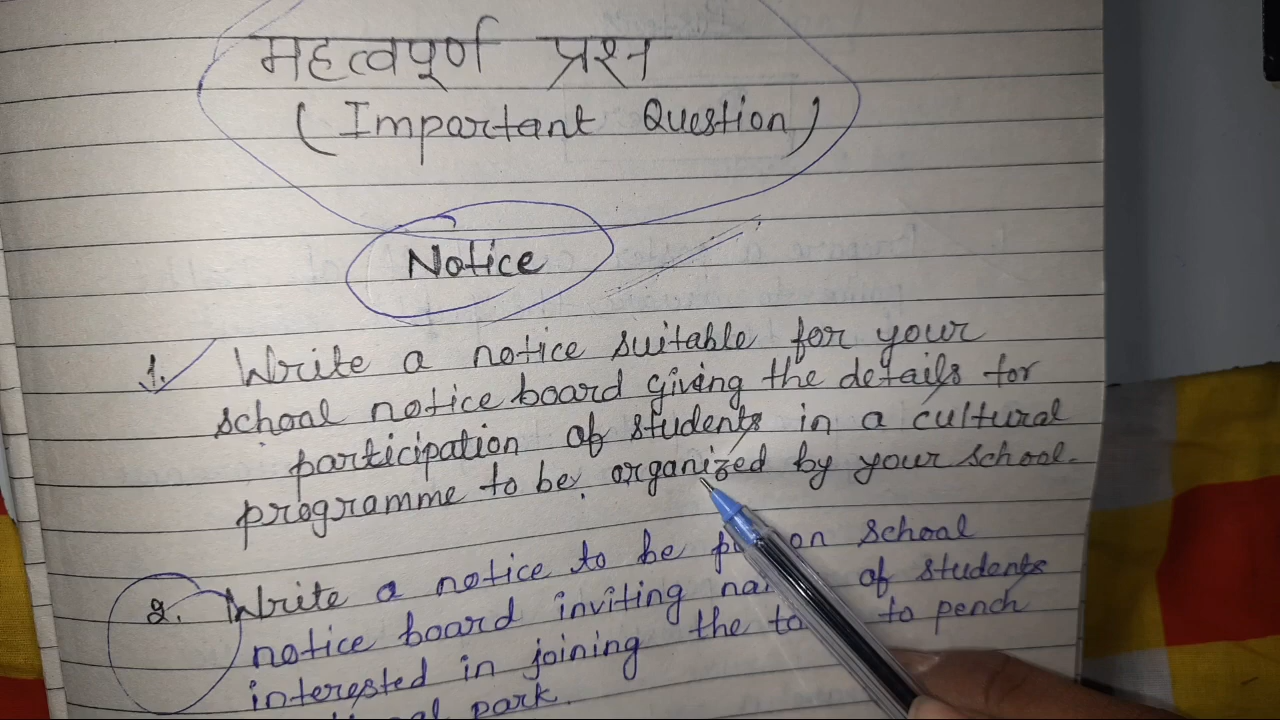 महत्वपूर्ण प्रश्न
(Impartant Question)
Notice
1. Write a notice suitable for your
school notice board giving the details for
participation of students in a cultural
programme to be organized by your school.
2. Write a notice to be on school
notice board inviting of students
interested in joining the to pench
park.